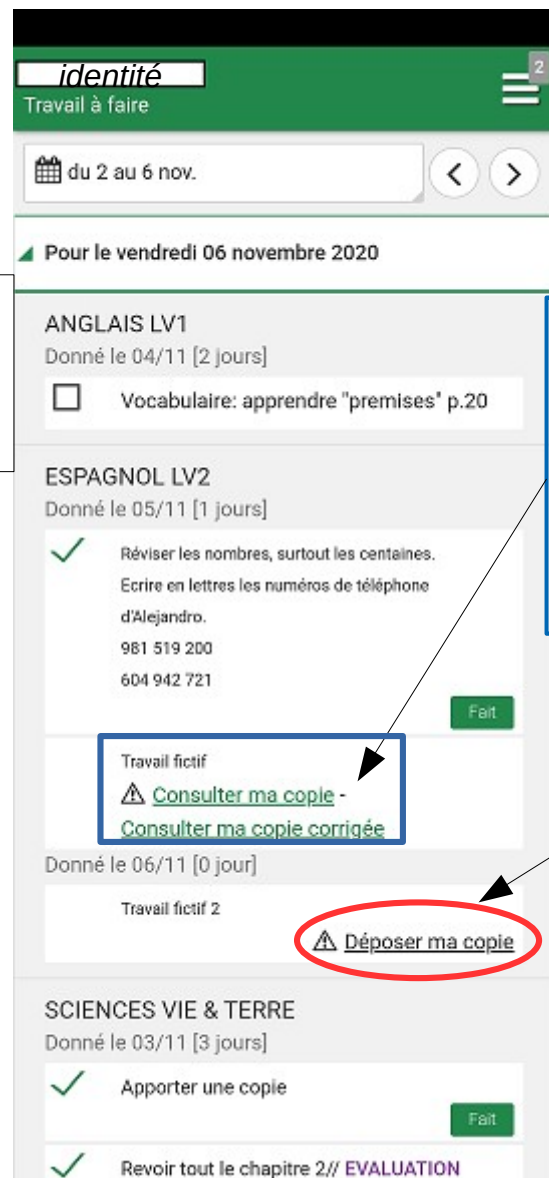 identité
2
Travail à faire
du 2 au 6 nov.
Pour le vendredi 06 novembre 2020
ANGLAIS LV1
Donné le 04/11 [2 jours]
Vocabulaire: apprendre "premises" p.20
ESPAGNOL LV2
Donné le 05/11 [1 jours]
Réviser les nombres, surtout les centaines.
Ecrire en lettres les numéros de téléphone
d'Alejandro.
981 519 200
604 942 721
Fait
Travail fictif
Consulter ma copie -
Consulter ma copie corrigée
Donné le 06/11 [0 jour]
Travail fictif 2
Déposer ma copie
SCIENCES VIE & TERRE
Donné le 03/11 [3 jours]
Apporter une copie
Fait
Revoir tout le chapitre 2// EVALUATION